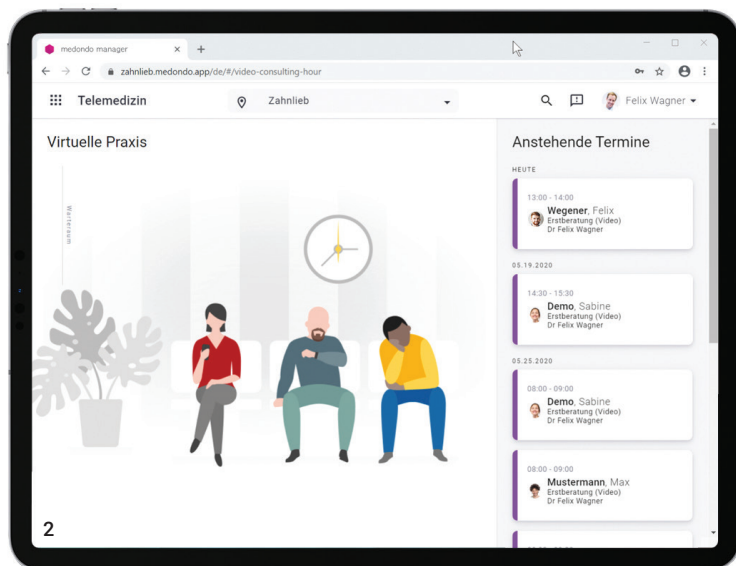 medondo manager
zahnlieb.medondo.app/de/#/video-consulting-hour
Telemedizin
Zahnlieb
Felix Wagner
Virtuelle Praxis
Warteraum
Anstehende Termine
HEUTE
13:00 - 14:00
Wegener, Felix
Erstberatung (Video)
Dr Felix Wagner
05.19.2020
14:30 - 15:30
Demo, Sabine
Erstberatung (Video)
Dr Felix Wagner
05.25.2020
08:00 - 09:00
Demo, Sabine
Erstberatung (Video)
Dr Felix Wagner
08:00 - 09:00
Mustermann, Max
Erstberatung (Video)
Dr Felix Wagner
2